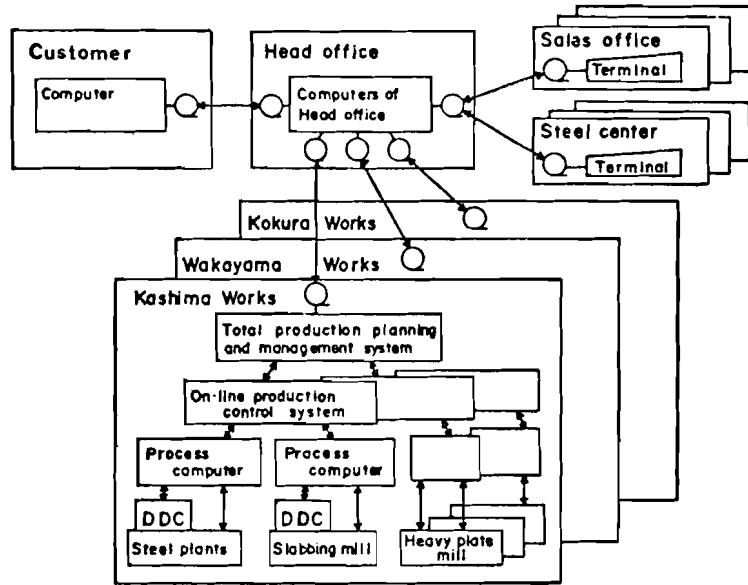 Customer
Computer
Head office
Computers of
Head office
Salas office
Terminal
Steel center
Terminal
Kokura Works
Wakayama Works
Kashima Works
Total production planning
and management system
On-line production
control system
Process
computer
Process
computer
DDC
DDC
Steel plants
Slabbing mill
Heavy plate
mill